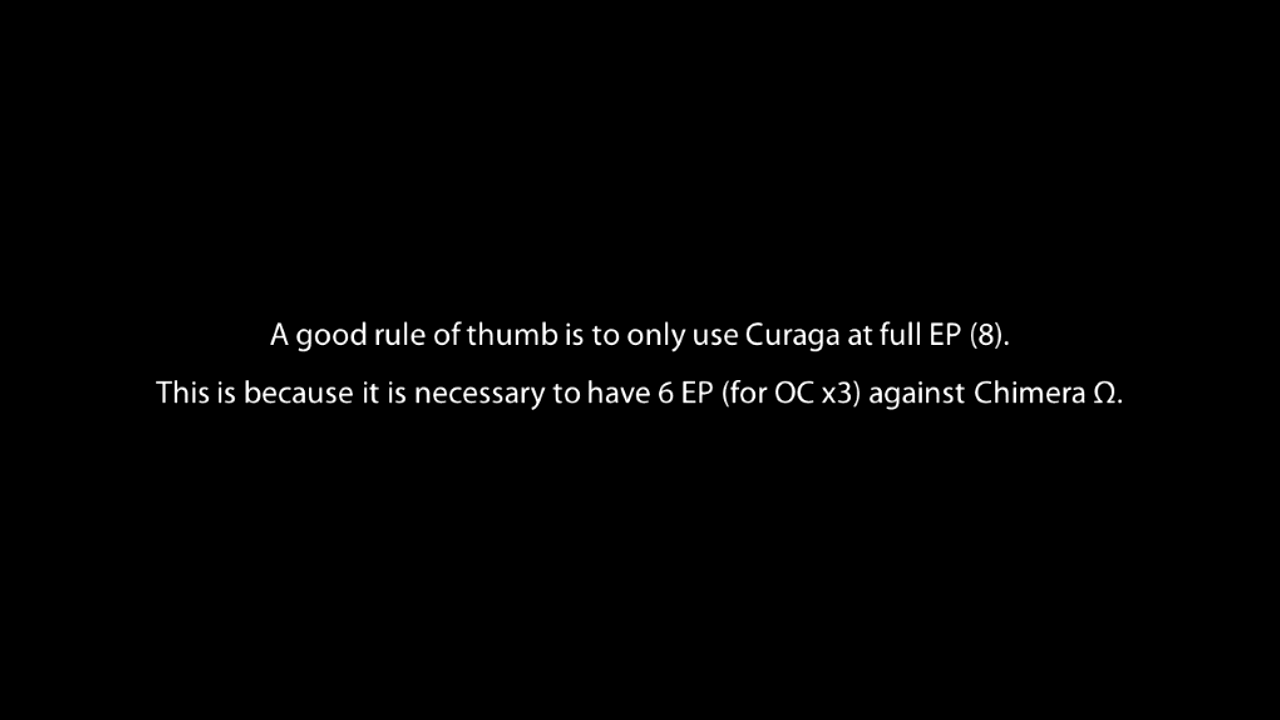 A good rule of thumb is to only use Curaga at full EP (8).
This is because it is necessary to have 6 EP (for OC x3) against Chimera Ω.